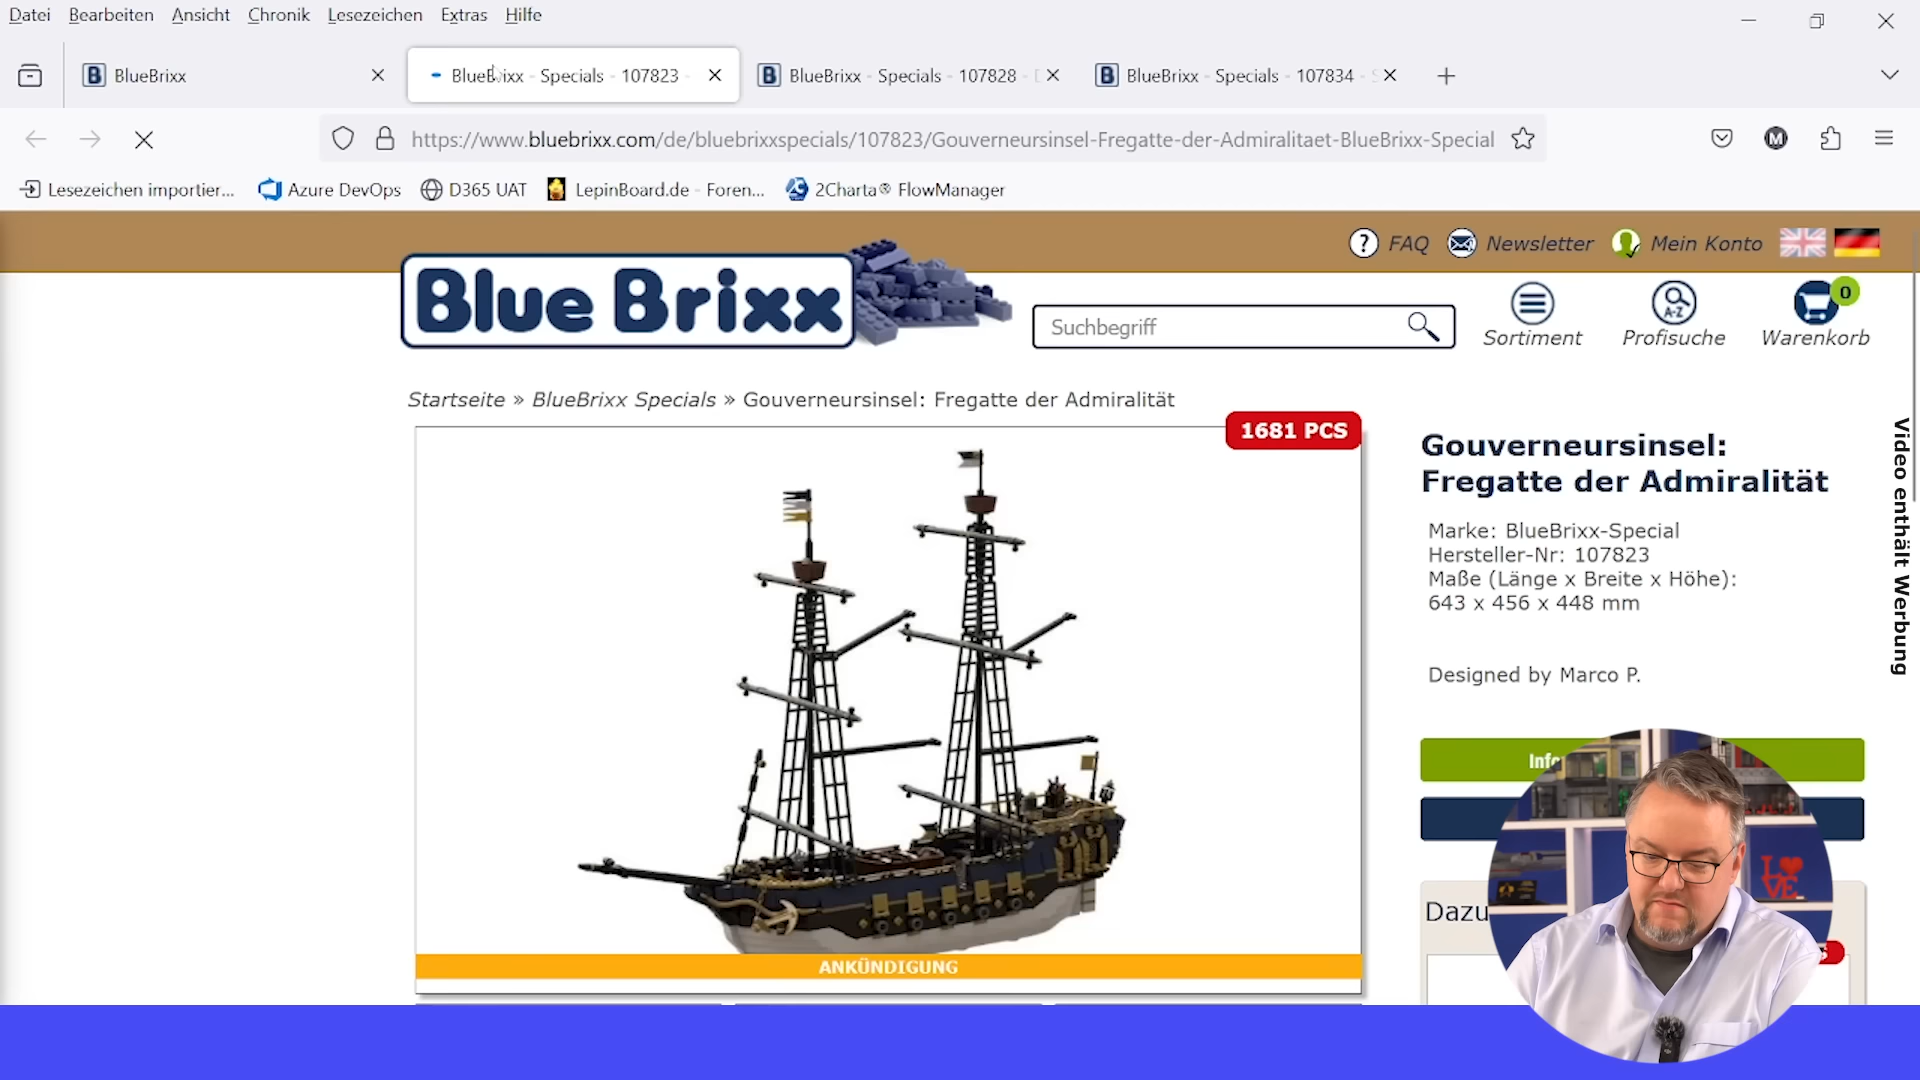 Datei Bearbeiten Ansicht Chronik Lesezeichen Extras Hilfe
BlueBrixx
BlueBrixx - Specials - 107823 -
BlueBrixx - Specials - 107828 -
BlueBrixx - Specials - 107834 -
https://www.bluebrixx.com/de/bluebrixxspecials/107823/Gouverneursinsel-Fregatte-der-Admiralitaet-BlueBrixx-Special
M
Lesezeichen importier...
Azure DevOps
D365 UAT
LepinBoard.de - Foren...
2Charta® FlowManager
? FAQ
Newsletter
Mein Konto
Blue Brixx
Suchbegriff
Sortiment
A-Z
Profisuche
0
Warenkorb
Startseite » BlueBrixx Specials » Gouverneursinsel: Fregatte der Admiralität
1681 PCS
ANKÜNDIGUNG
Gouverneursinsel:
Fregatte der Admiralität
Marke: BlueBrixx-Special
Hersteller-Nr: 107823
Maße (Länge x Breite x Höhe):
643 x 456 x 448 mm
Designed by Marco P.
Dazu
LOVE
Video enthält Werbung